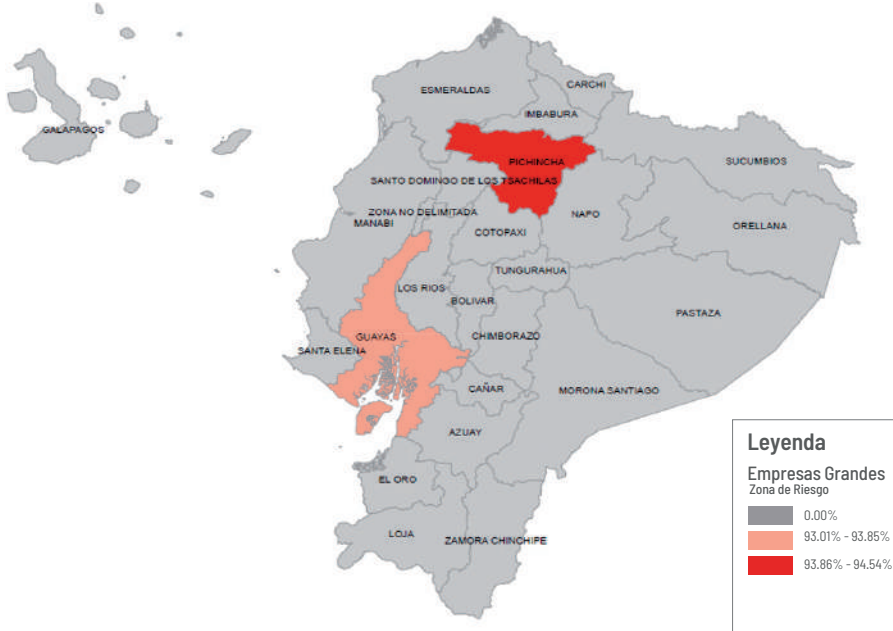 ESMERALDAS
CARCHI
IMBABURA
GALAPAGOS
PICHINCHA
SUCUMBIOS
SANTO DOMINGO DE LOS TSACHILAS
ZONA NO DELIMITADA
NAPO
MANABI
COTOPAXI
ORELLANA
TUNGURAHUA
LOS RIOS
BOLIVAR
PASTAZA
GUAYAS
CHIMBORAZO
SANTA ELENA
CAÑAR
MORONA SANTIAGO
AZUAY
EL ORO
LOJA
ZAMORA CHINCHIPE
Leyenda
Empresas Grandes
Zona de Riesgo
0.00%
93.01% - 93.85%
93.86% - 94.54%